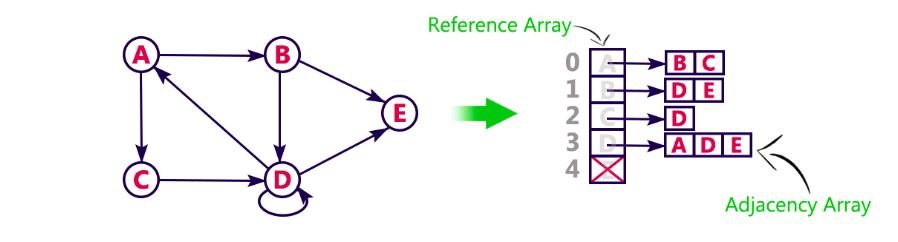 Reference Array
A B
E
C D
0 A B C
1 B D E
2 C D
3 D A D E
4 E
Adjacency Array